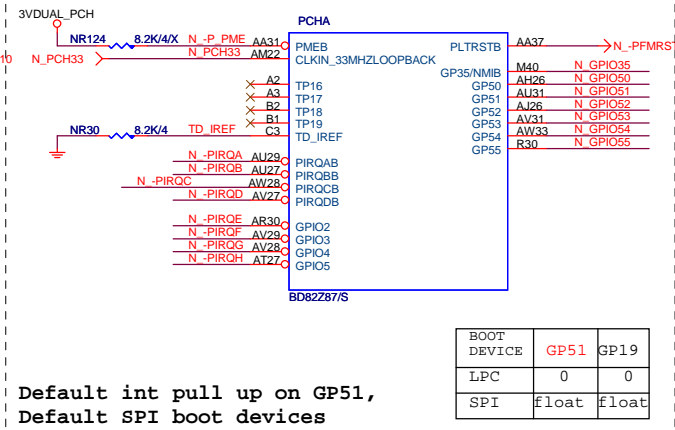 3VDUAL_PCH
PCHA
NR124 8.2K/4/X N_-P_PME AA31 PMEB PLTRSTB AA37 N_-PFMRST
10 N_PCH33 N_PCH33 AM22 CLKIN_33MHZLOOPBACK
GP35/NMIB M40 N_GPIO35
A2 TP16 GP50 AH26 N_GPIO50
A3 TP17 GP51 AU31 N_GPIO51
B2 TP18 GP52 AJ26 N_GPIO52
B1 TP19 GP53 AV31 N_GPIO53
NR30 8.2K/4 TD_IREF C3 TD_IREF GP54 AW33 N_GPIO54
GP55 R30 N_GPIO55
N_-PIRQA AU29 PIRQAB
N_-PIRQB AU27 PIRQBB
N_-PIRQC AW28 PIRQCB
N_-PIRQD AV27 PIRQDB
N_-PIRQE AR30 GPIO2
N_-PIRQF AV29 GPIO3
N_-PIRQG AV28 GPIO4
N_-PIRQH AT27 GPIO5
BD82Z87/S
BOOT
DEVICE GP51 GP19
LPC 0 0
SPI float float
Default int pull up on GP51,
Default SPI boot devices